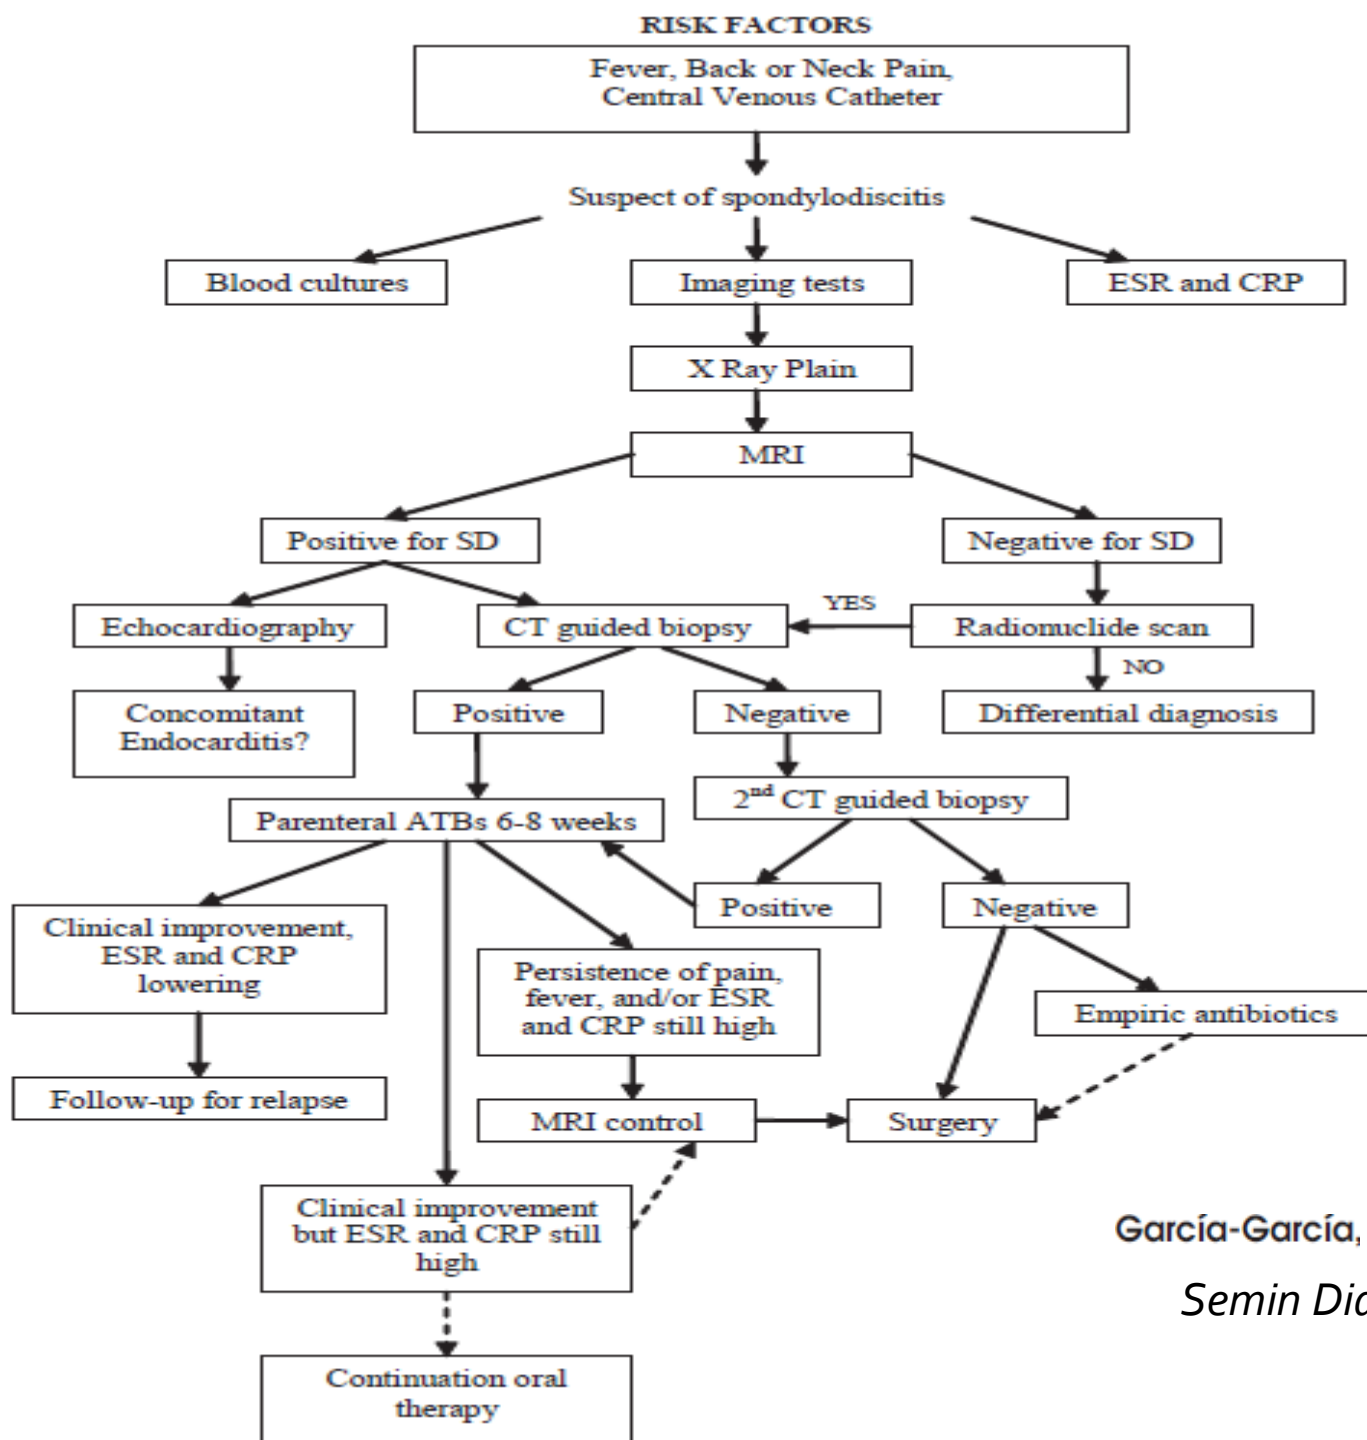 RISK FACTORS
Fever, Back or Neck Pain,
Central Venous Catheter
Suspect of spondylodiscitis
Blood cultures
Imaging tests
ESR and CRP
X Ray Plain
MRI
Positive for SD
Negative for SD
Echocardiography
CT guided biopsy
YES
Radionuclide scan
NO
Concomitant
Endocarditis?
Positive
Negative
Differential diagnosis
2nd CT guided biopsy
Parenteral ATBs 6-8 weeks
Positive
Negative
Clinical improvement,
ESR and CRP
lowering
Persistence of pain,
fever, and/or ESR
and CRP still high
Empiric antibiotics
Follow-up for relapse
MRI control
Surgery
Clinical improvement
but ESR and CRP still
high
Continuation oral
therapy
García-García,
Semin